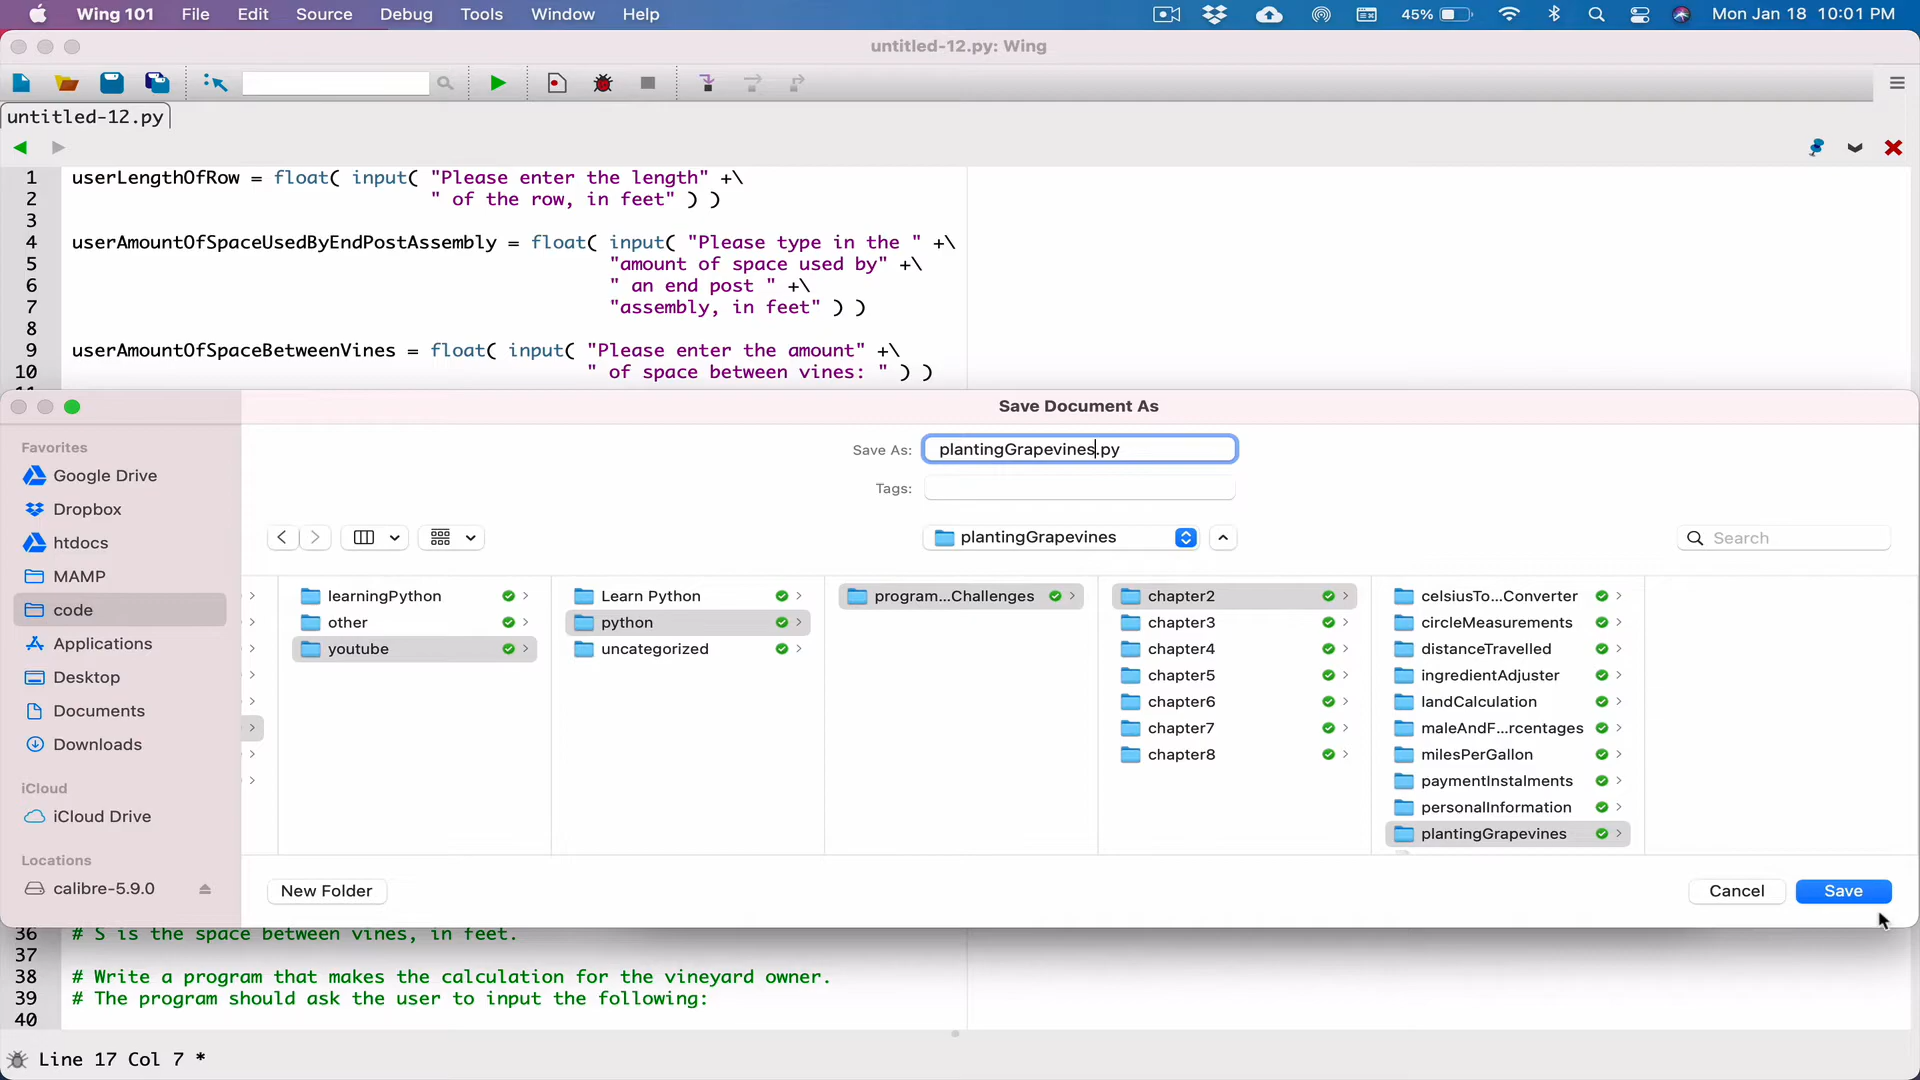 Wing 101 File Edit Source Debug Tools Window Help 45% Mon Jan 18 10:01 PM
untitled-12.py: Wing
untitled-12.py
1 userLengthOfRow = float( input( "Please enter the length" +\
2 " of the row, in feet" ) )
3
4 userAmountOfSpaceUsedByEndPostAssembly = float( input( "Please type in the " +\
5 "amount of space used by" +\
6 " an end post " +\
7 "assembly, in feet" ) )
8
9 userAmountOfSpaceBetweenVines = float( input( "Please enter the amount" +\
10 " of space between vines: " ) )
Save Document As
Save As: plantingGrapevines.py
Tags:
plantingGrapevines
Search
Favorites
Google Drive
Dropbox
htdocs
MAMP
code
Applications
Desktop
Documents
Downloads
iCloud
iCloud Drive
Locations
calibre-5.9.0
learningPython
other
youtube
Learn Python
python
uncategorized
program...Challenges
chapter2
chapter3
chapter4
chapter5
chapter6
chapter7
chapter8
celsiusTo...Converter
circleMeasurements
distanceTravelled
ingredientAdjuster
landCalculation
maleAndF...rcentages
milesPerGallon
paymentInstalments
personalInformation
plantingGrapevines
New Folder Cancel Save
36 # S is the space between vines, in feet.
37
38 # Write a program that makes the calculation for the vineyard owner.
39 # The program should ask the user to input the following:
40
Line 17 Col 7 *